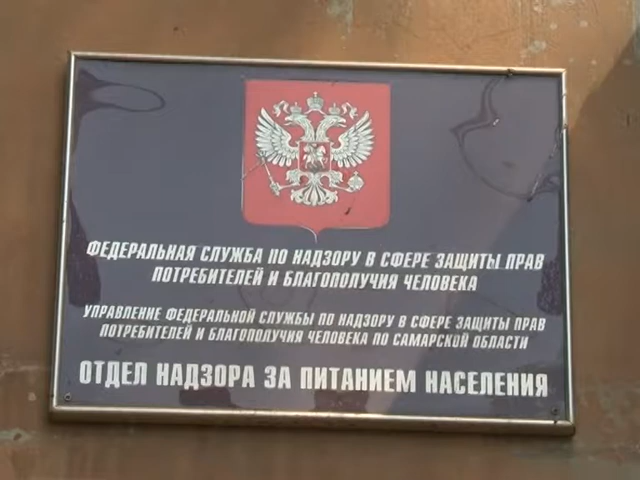 ФЕДЕРАЛЬНАЯ СЛУЖБА ПО НАДЗОРУ В СФЕРЕ ЗАЩИТЫ ПРАВ
ПОТРЕБИТЕЛЕЙ И БЛАГОПОЛУЧИЯ ЧЕЛОВЕКА
УПРАВЛЕНИЕ ФЕДЕРАЛЬНОЙ СЛУЖБЫ ПО НАДЗОРУ В СФЕРЕ ЗАЩИТЫ ПРАВ
ПОТРЕБИТЕЛЕЙ И БЛАГОПОЛУЧИЯ ЧЕЛОВЕКА ПО САМАРСКОЙ ОБЛАСТИ
ОТДЕЛ НАДЗОРА ЗА ПИТАНИЕМ НАСЕЛЕНИЯ